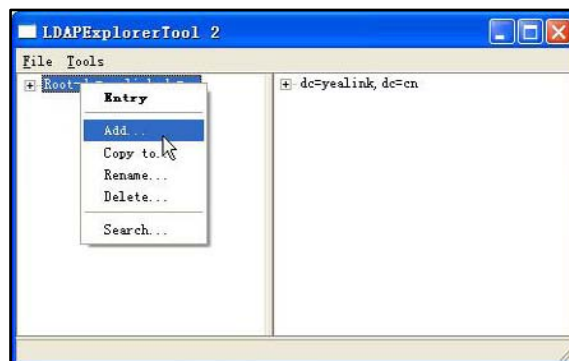 LDAPExplorerTool 2
File Tools
Entry
dc=yealink, dc=cn
Add...
Copy to...
Rename...
Delete...
Search...